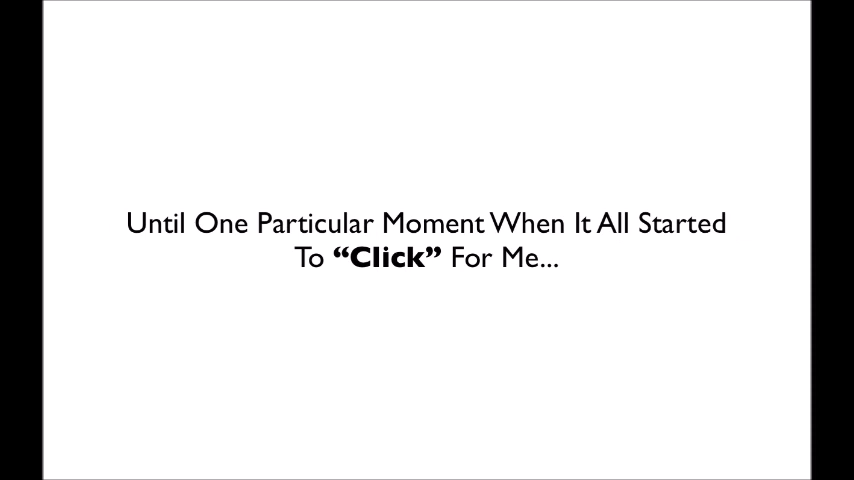 Until One Particular Moment When It All Started
To “Click” For Me...